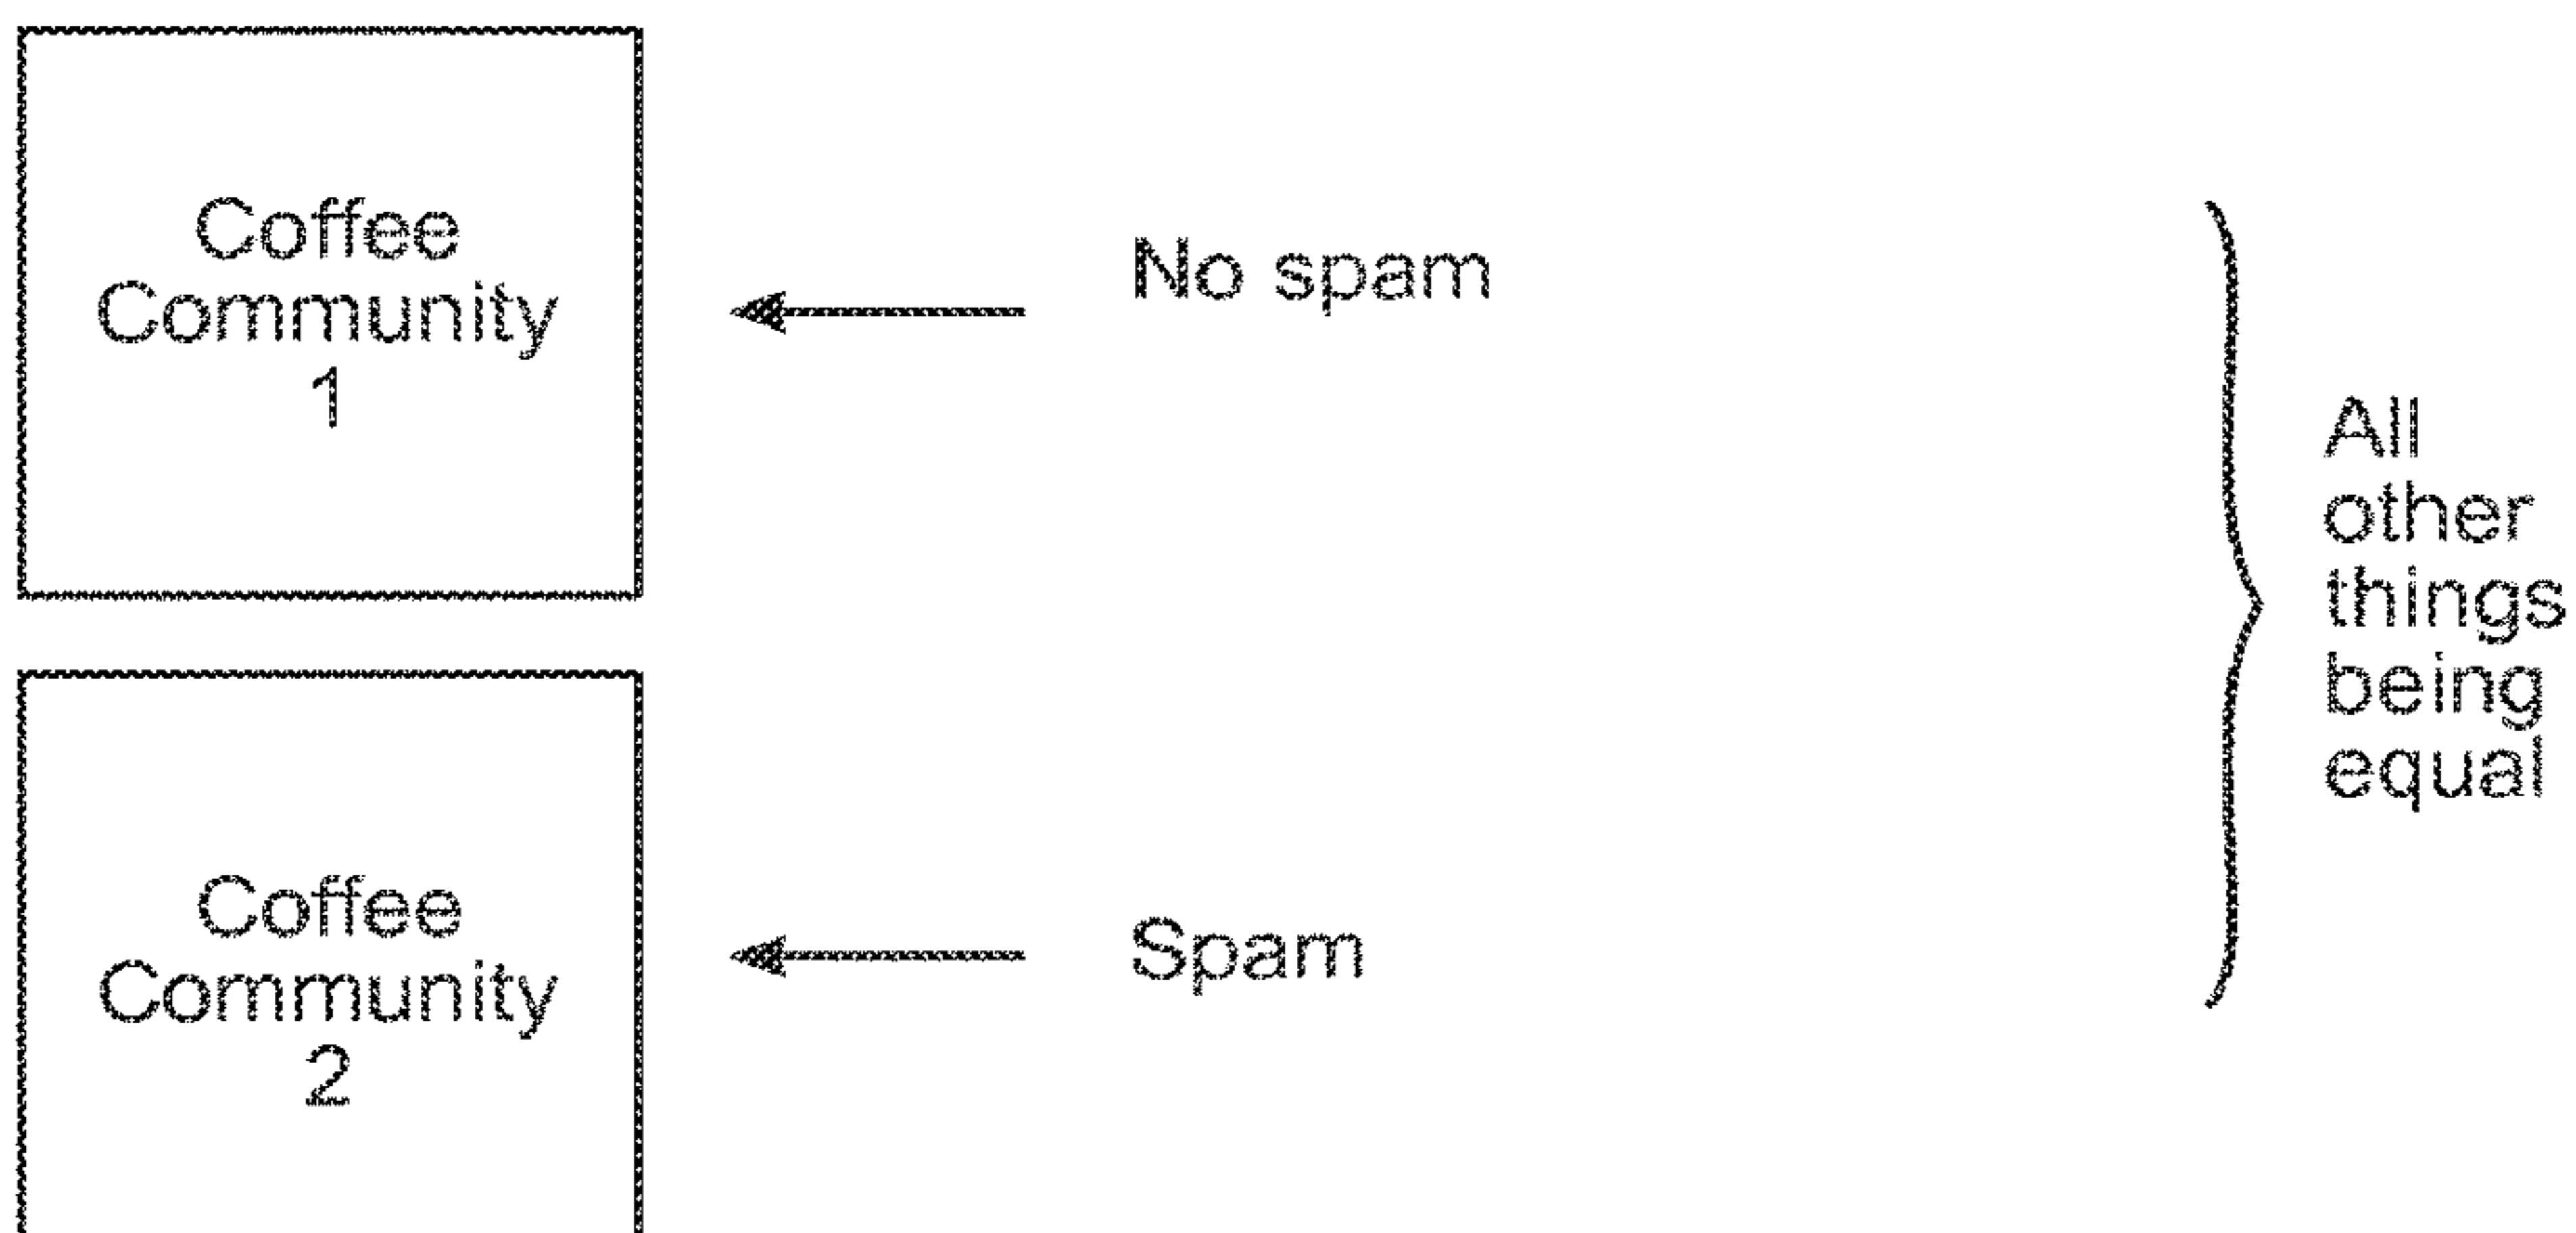 Coffee
Community
1
No spam
Coffee
Community
2
Spam
All
other
things
being
equal